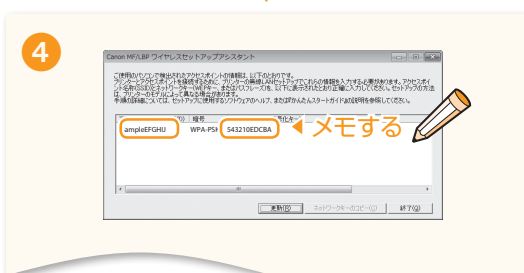 4
Canon MF/LBP ワイヤレスセットアップアシスタント
ご使用のパソコンで検出されたアクセスポイントの情報は、以下のとおりです。
プリンターとアクセスポイントを接続するために、プリンターの無線LANセットアップでこれらの情報を入力する必要があります。アクセスポイ
ント名称(SSID)とネットワークキー(WEPキー、またはパスフレーズ)を、以下に表示されたとおり正確に入力してください。セットアップの方法
は、プリンターのモデルによって異なる場合があります。
手順の詳細については、セットアップに使用するソフトウェアのヘルプ、またはかんたんスタートガイドの説明を参照してください。
暗号
ampleEFGHU WPA-PSK 543210EDCBA メモする
更新(R) ネットワークキーのコピー(C) 終了(Q)